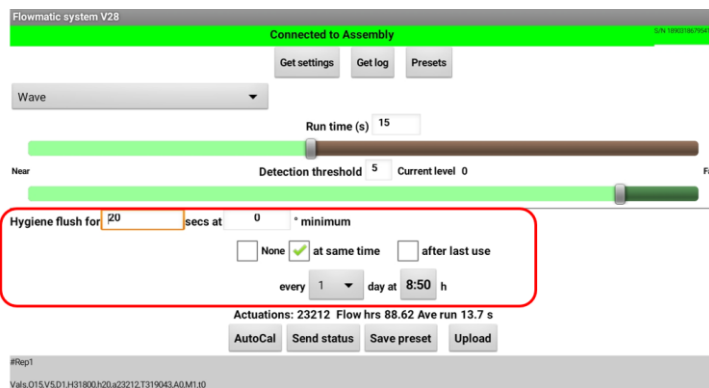 Flowmatic system V28
Connected to Assembly
Get settings Get log Presets
Wave
Run time (s) 15
Near Detection threshold 5 Current level 0 F
Hygiene flush for 20 secs at 0 ° minimum
None at same time after last use
every 1 day at 8:50 h
Actuations: 23212 Flow hrs 88.62 Ave run 13.7 s
AutoCal Send status Save preset Upload
#Rep1
Vals,O15,V5,D1,H31800,h20,a23212,T319043,A0,M1,t0